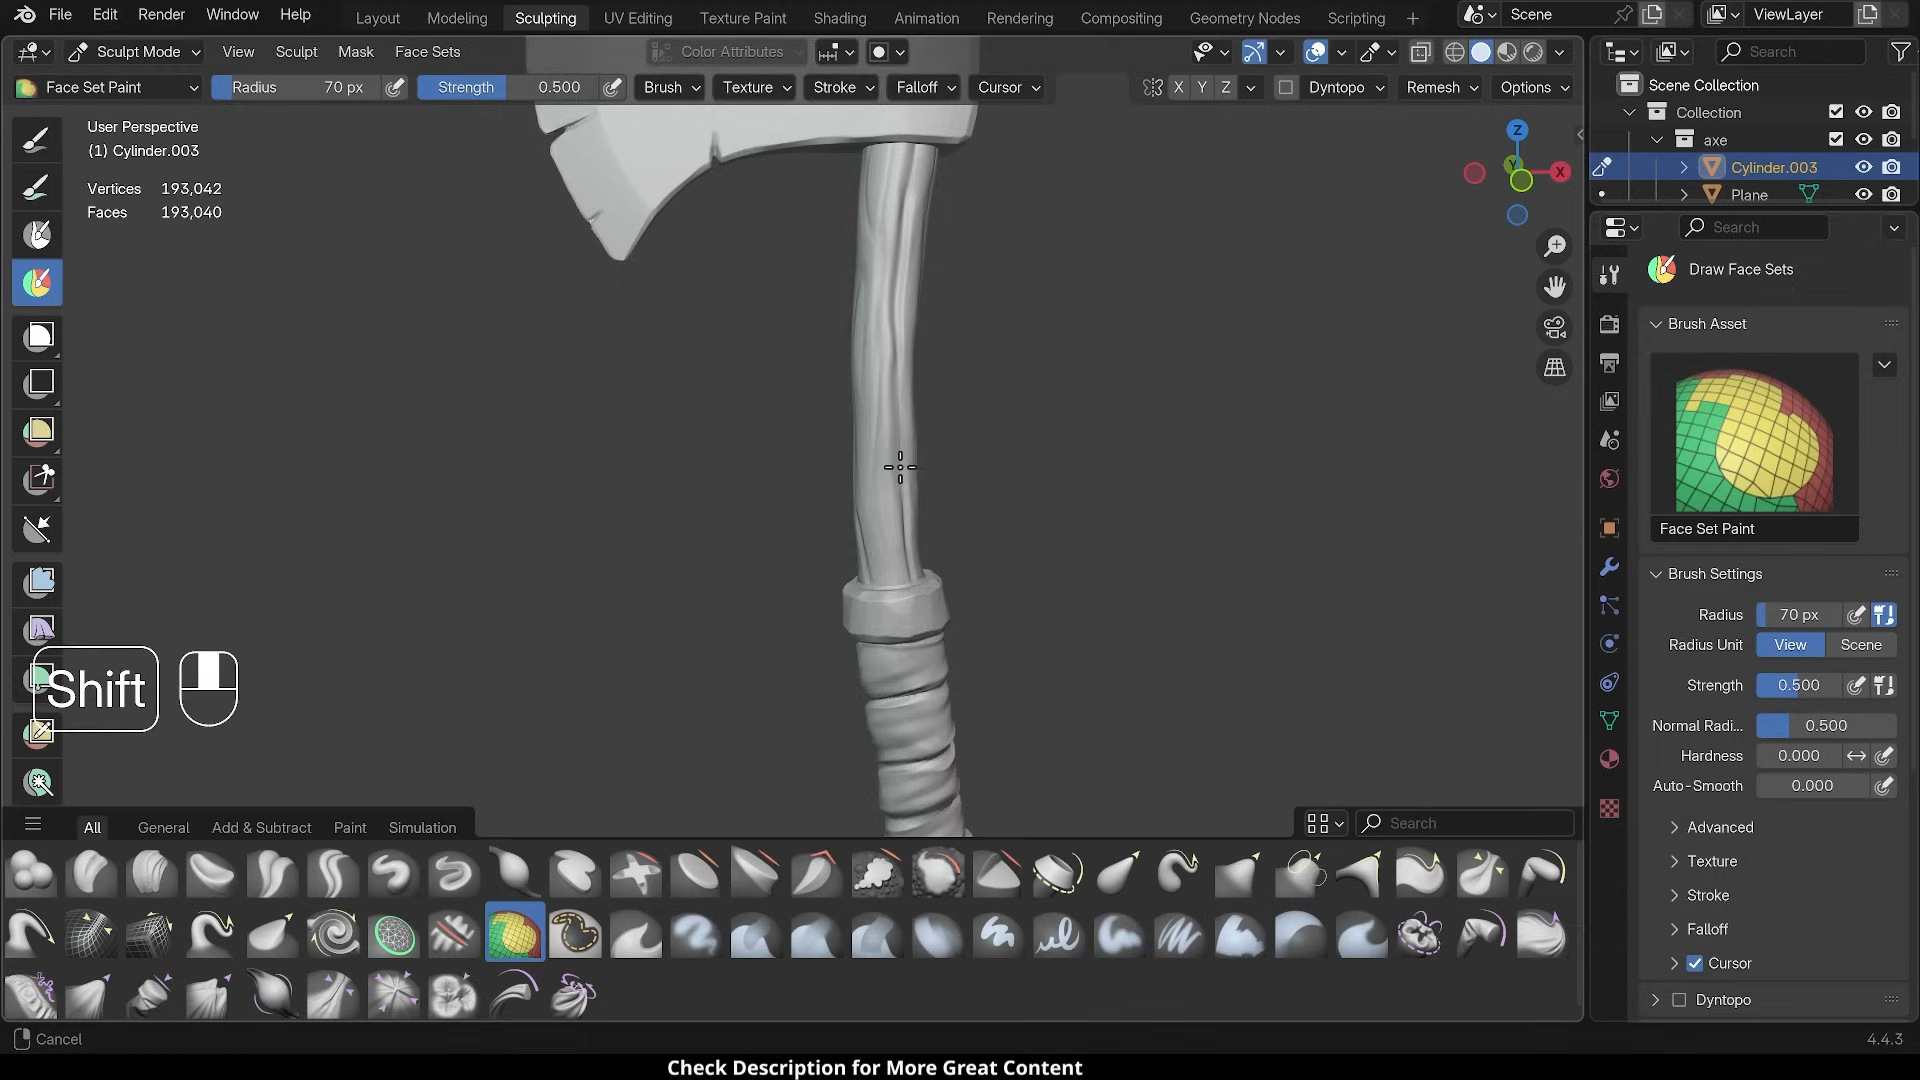 File Edit Render Window Help Layout Modeling Sculpting UV Editing Texture Paint Shading Animation Rendering Compositing Geometry Nodes Scripting + Scene ViewLayer
Sculpt Mode View Sculpt Mask Face Sets Color Attributes Search
Face Set Paint Radius 70 px Strength 0.500 Brush Texture Stroke Falloff Cursor X Y Z Dyntopo Remesh Options
Scene Collection
Collection
axe
Cylinder.003
Plane
User Perspective
(1) Cylinder.003
Vertices 193,042
Faces 193,040
Z
Y
X
Search
Draw Face Sets
Brush Asset
Face Set Paint
Brush Settings
Radius 70 px
Radius Unit View Scene
Strength 0.500
Normal Radi... 0.500
Hardness 0.000
Auto-Smooth 0.000
Advanced
Texture
Stroke
Falloff
Cursor
Dyntopo
Shift
All General Add & Subtract Paint Simulation Search
Cancel 4.4.3
Check Description for More Great Content